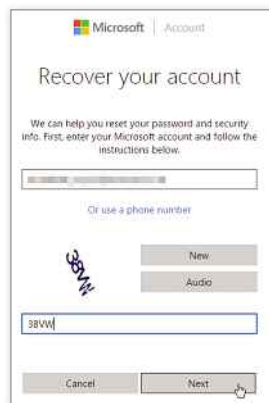 Microsoft | Account
Recover your account
We can help you reset your password and security
info. First, enter your Microsoft account and follow the
instructions below.
Or use a phone number
38VW
New
Audio
38VW
Cancel
Next